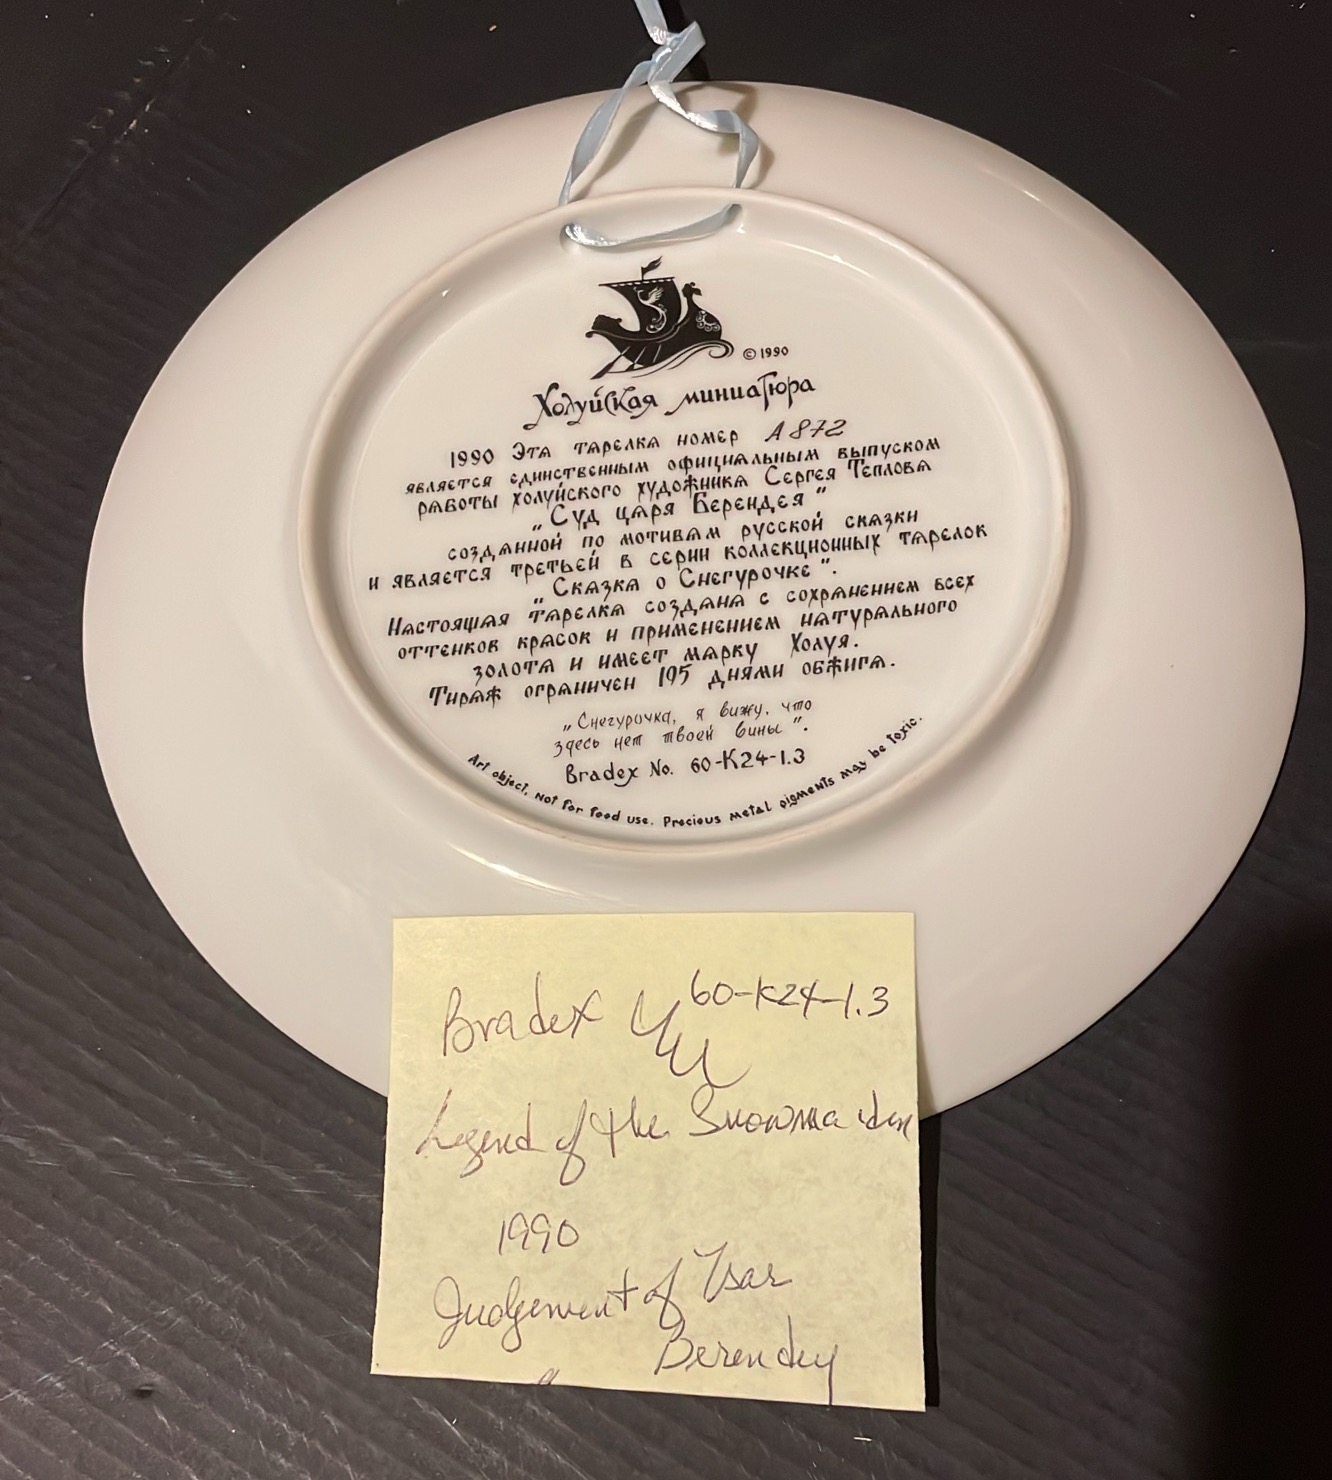 © 1990
Холуйская миниатюра
1990 Эта тарелка номер A 872
является единственным официальным выпуском
работы холуйского художника Сергея Теплова
„Суд царя Берендея"
созданной по мотивам русской сказки
и является третьей в серии коллекционных тарелок
„Сказка о Снегурочке".
Настоящая тарелка создана с сохранением всех
оттенков красок и применением натурального
золота и имеет марку Холуя.
Тираж ограничен 195 днями обжига.
„Снегурочка, я вижу, что
здесь нет твоей вины".
Bradex No. 60-K24-1.3
Art object, not for food use. Precious metal pigments may be toxic.
Bradex 60-K24-1.3
Legend of the Snowmaiden
1990
Judgement of Tsar
Berendey